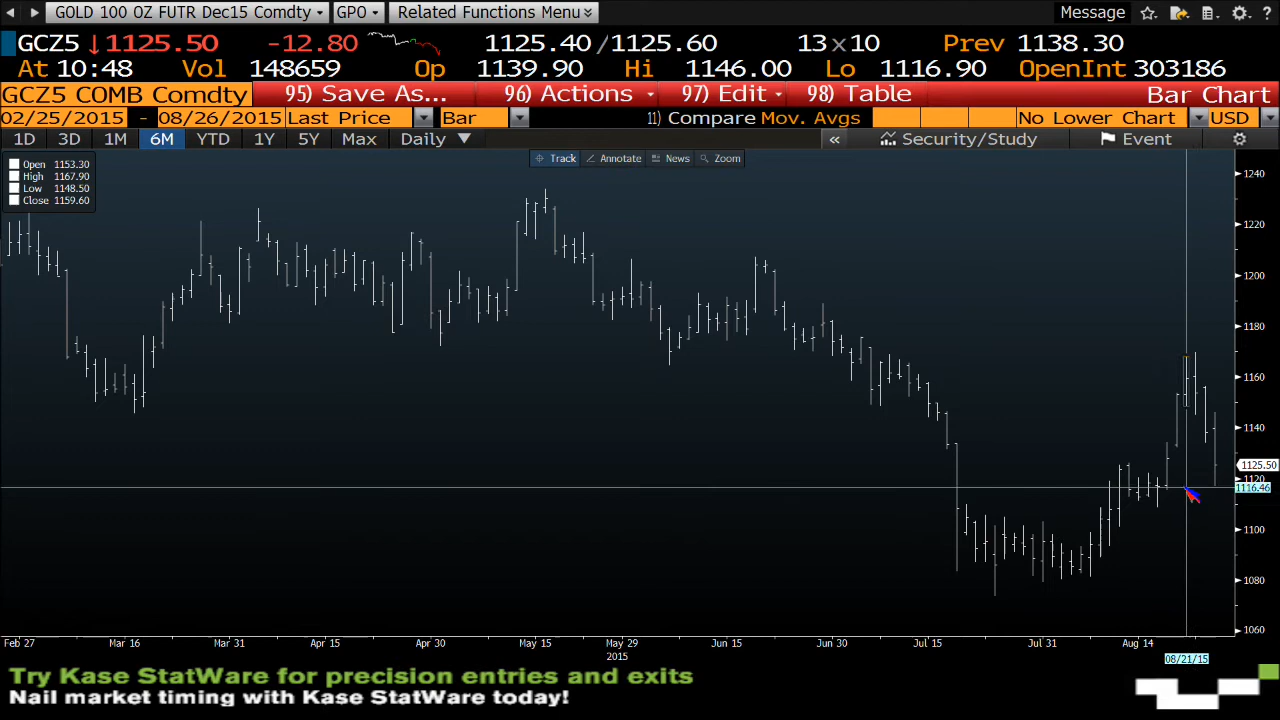 GOLD 100 OZ FUTR Dec15 Comdty GPO Related Functions Menu Message ?
GCZ5 ↓1125.50 -12.80 1125.40/1125.60 13x10 Prev 1138.30
At 10:48 Vol 148659 Op 1139.90 Hi 1146.00 Lo 1116.90 OpenInt 303186
GCZ5 COMB Comdty 95) Save As... 96) Actions 97) Edit 98) Table Bar Chart
02/25/2015 - 08/26/2015 Last Price Bar 11) Compare Mov. Avgs No Lower Chart USD
1D 3D 1M 6M YTD 1Y 5Y Max Daily « Security/Study Event
Track Annotate News Zoom
Open 1153.30
High 1167.90
Low 1148.50
Close 1159.60
1240
1220
1200
1180
1160
1140
1125.50
1120
1116.46
1100
1080
1060
Feb 27 Mar 16 Mar 31 Apr 15 Apr 30 May 15 May 29 Jun 15 Jun 30 Jul 15 Jul 31 Aug 14
2015
08/21/15
Try Kase StatWare for precision entries and exits
Nail market timing with Kase StatWare today!